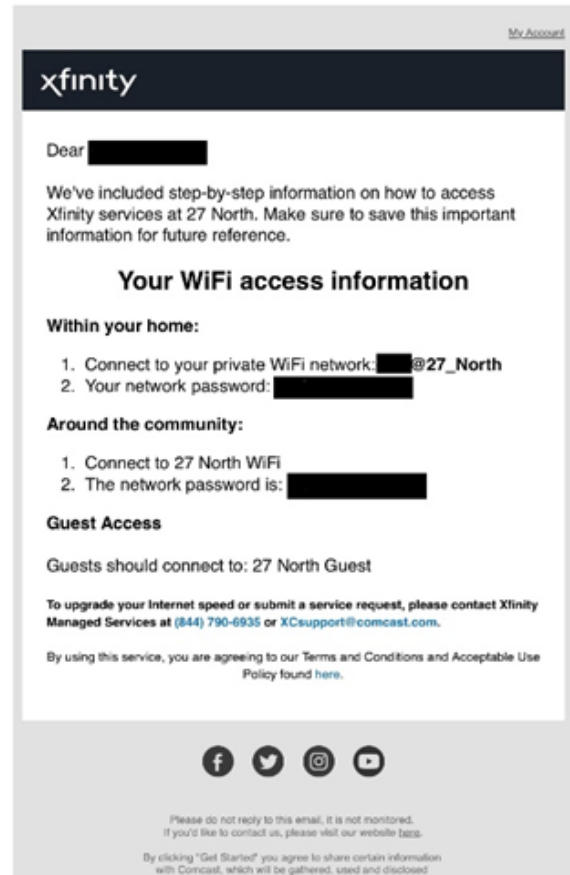 My Account
xfinity
Dear
We've included step-by-step information on how to access
Xfinity services at 27 North. Make sure to save this important
information for future reference.
Your WiFi access information
Within your home:
1. Connect to your private WiFi network: @27_North
2. Your network password:
Around the community:
1. Connect to 27 North WiFi
2. The network password is:
Guest Access
Guests should connect to: 27 North Guest
To upgrade your Internet speed or submit a service request, please contact Xfinity
Managed Services at (844) 790-6935 or XCsupport@comcast.com.
By using this service, you are agreeing to our Terms and Conditions and Acceptable Use
Policy found here.
Please do not reply to this email, it is not monitored.
If you'd like to contact us, please visit our website here.
By clicking "Get Started" you agree to share certain information
with Comcast, which will be gathered, used and disclosed